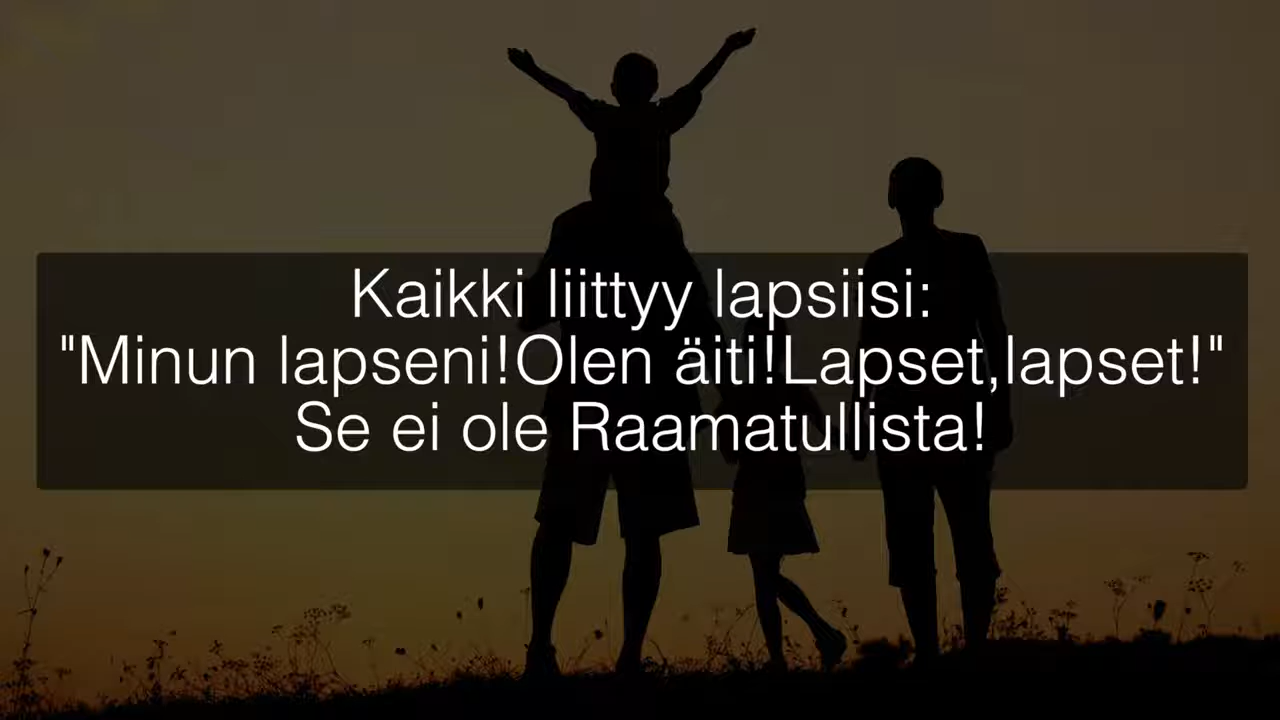 Kaikki liittyy lapsiisi:
"Minun lapseni!Olen äiti!Lapset,lapset!"
Se ei ole Raamatullista!